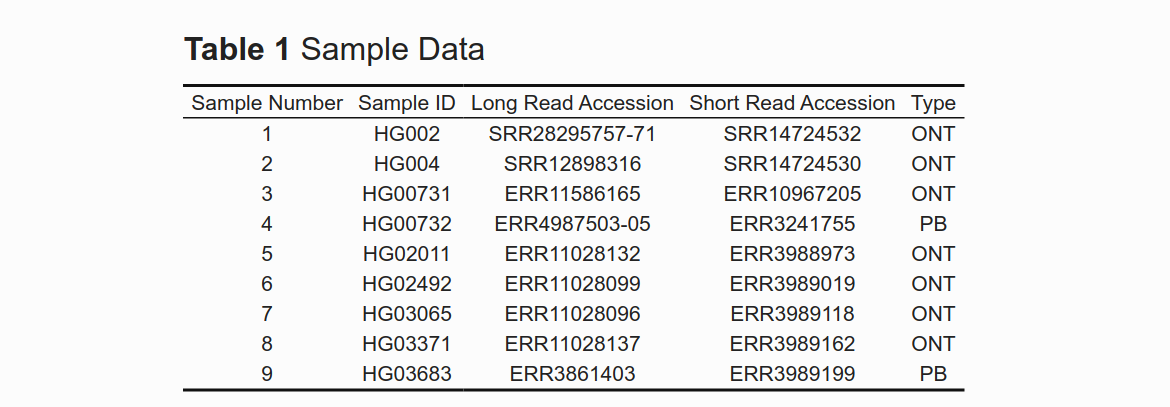 Table 1 Sample Data
Sample Number Sample ID Long Read Accession Short Read Accession Type
1 HG002 SRR28295757-71 SRR14724532 ONT
2 HG004 SRR12898316 SRR14724530 ONT
3 HG00731 ERR11586165 ERR10967205 ONT
4 HG00732 ERR4987503-05 ERR3241755 PB
5 HG02011 ERR11028132 ERR3988973 ONT
6 HG02492 ERR11028099 ERR3989019 ONT
7 HG03065 ERR11028096 ERR3989118 ONT
8 HG03371 ERR11028137 ERR3989162 ONT
9 HG03683 ERR3861403 ERR3989199 PB